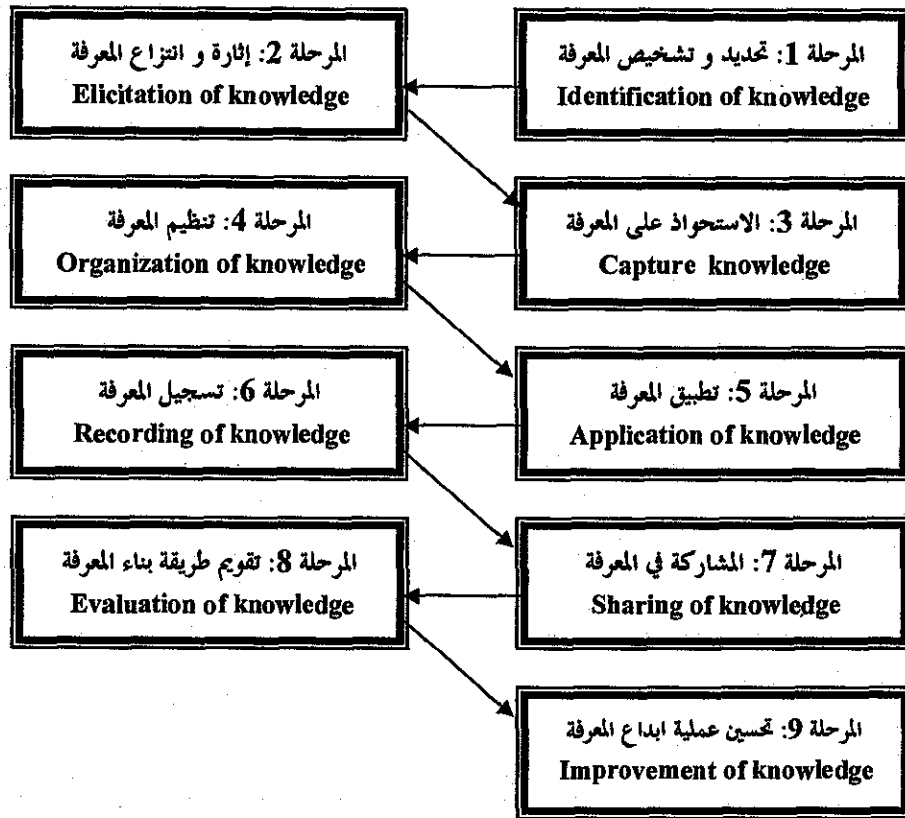 المرحلة 1: تحديد و تشخيص المعرفة
Identification of knowledge
المرحلة 2: إثارة و انتزاع المعرفة
Elicitation of knowledge
المرحلة 3: الاستحواذ على المعرفة
Capture knowledge
المرحلة 4: تنظيم المعرفة
Organization of knowledge
المرحلة 5: تطبيق المعرفة
Application of knowledge
المرحلة 6: تسجيل المعرفة
Recording of knowledge
المرحلة 7: المشاركة في المعرفة
Sharing of knowledge
المرحلة 8: تقويم طريقة بناء المعرفة
Evaluation of knowledge
المرحلة 9: تحسين عملية ابداع المعرفة
Improvement of knowledge